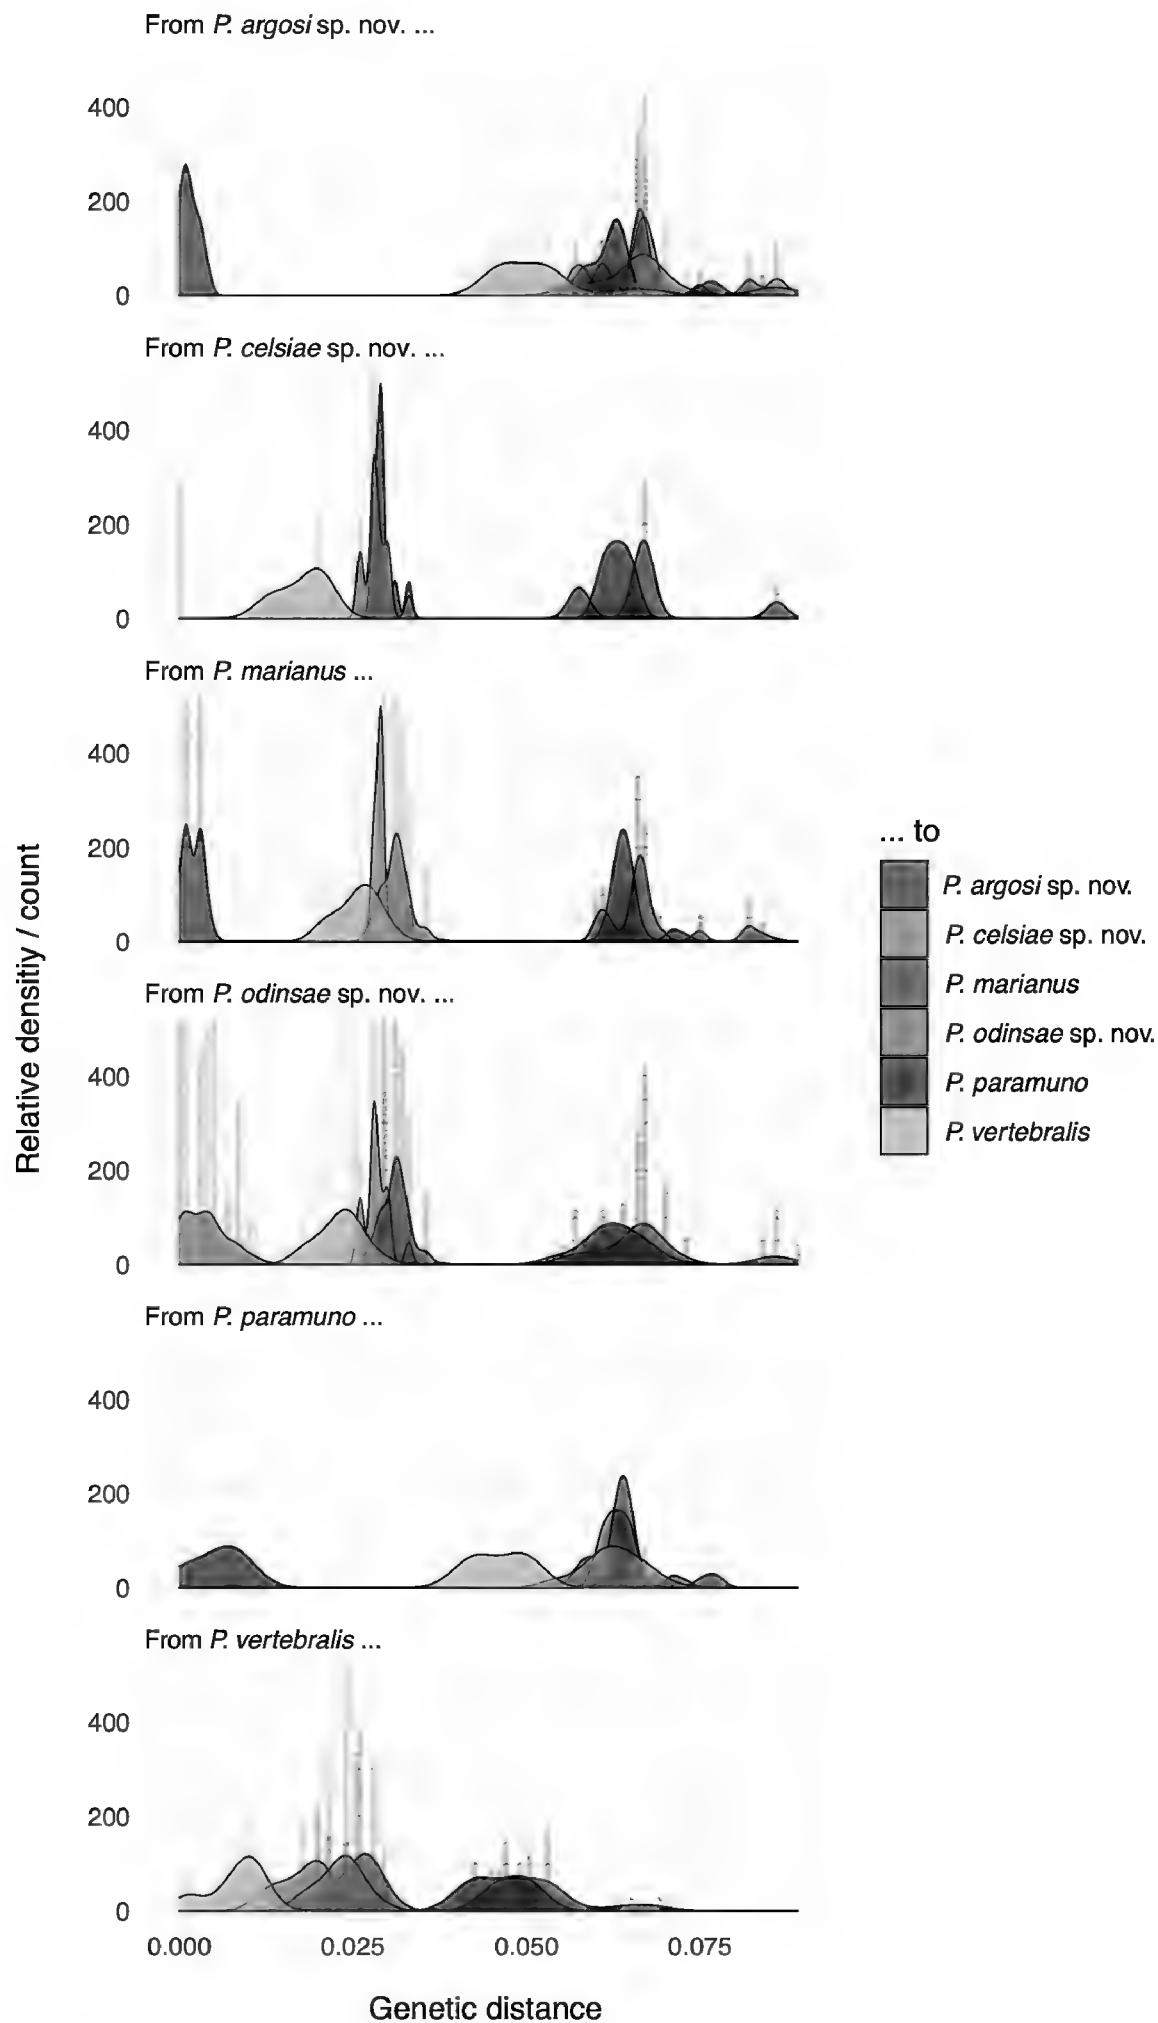 From P. argosi sp. nov. ...
400
200
0
From P. celsiae sp. nov. ...
400
200
0
From P. marianus ...
400
200
0
From P. odinsae sp. nov. ...
400
200
0
From P. paramuno ...
400
200
0
From P. vertebralis ...
400
200
0
0.000 0.025 0.050 0.075
Genetic distance
Relative densitiy / count
... to
P. argosi sp. nov.
P. celsiae sp. nov.
P. marianus
P. odinsae sp. nov.
P. paramuno
P. vertebralis